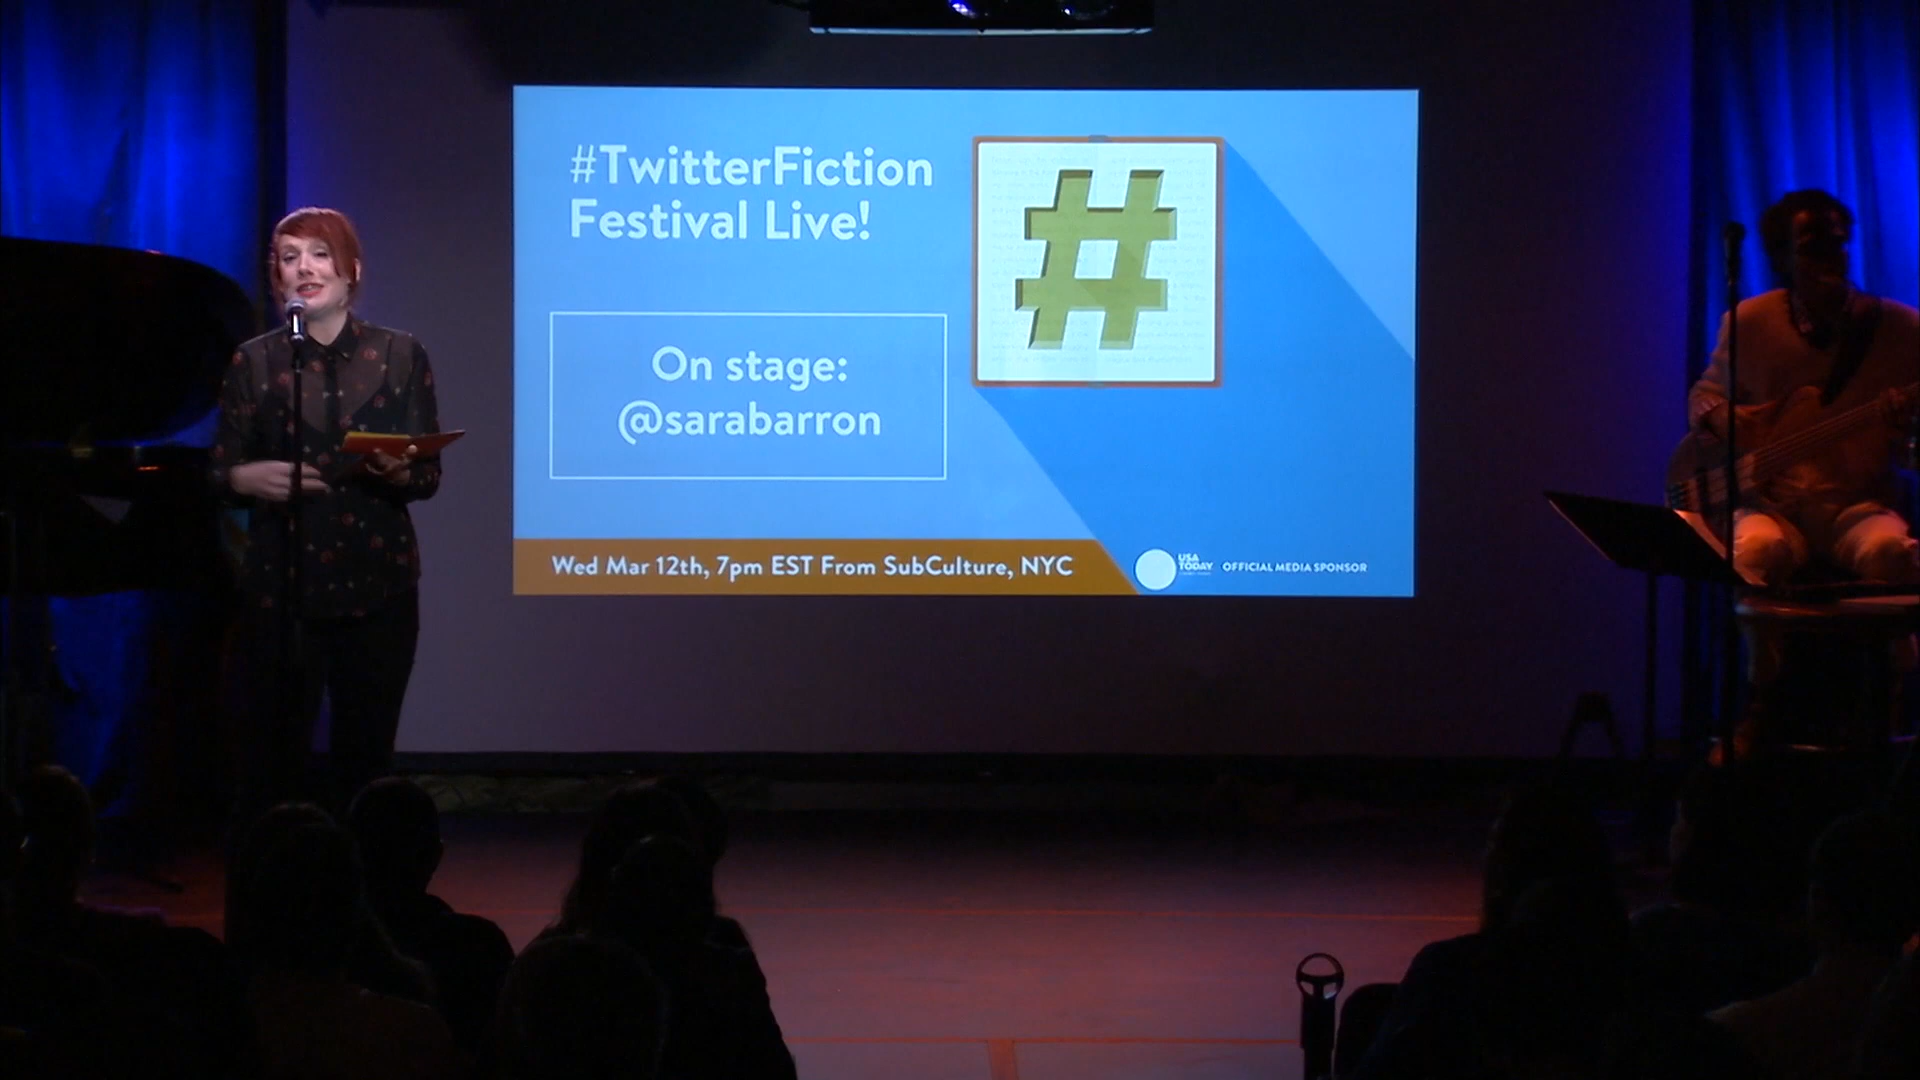 #TwitterFiction
Festival Live!
On stage:
@sarabarron
Wed Mar 12th, 7pm EST From SubCulture, NYC
USA
TODAY
OFFICIAL MEDIA SPONSOR